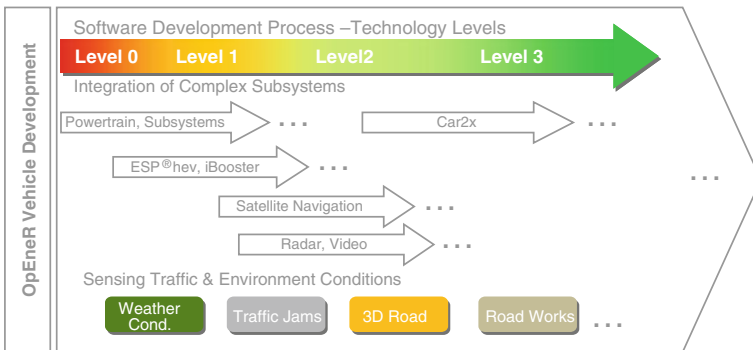 OpEneR Vehicle Development
Software Development Process –Technology Levels
Level 0 Level 1 Level2 Level 3
Integration of Complex Subsystems
Powertrain, Subsystems ... Car2x ...
ESP®hev, iBooster ... ...
Satellite Navigation ...
Radar, Video ...
Sensing Traffic & Environment Conditions
Weather
Cond.
Traffic Jams
3D Road
Road Works ...